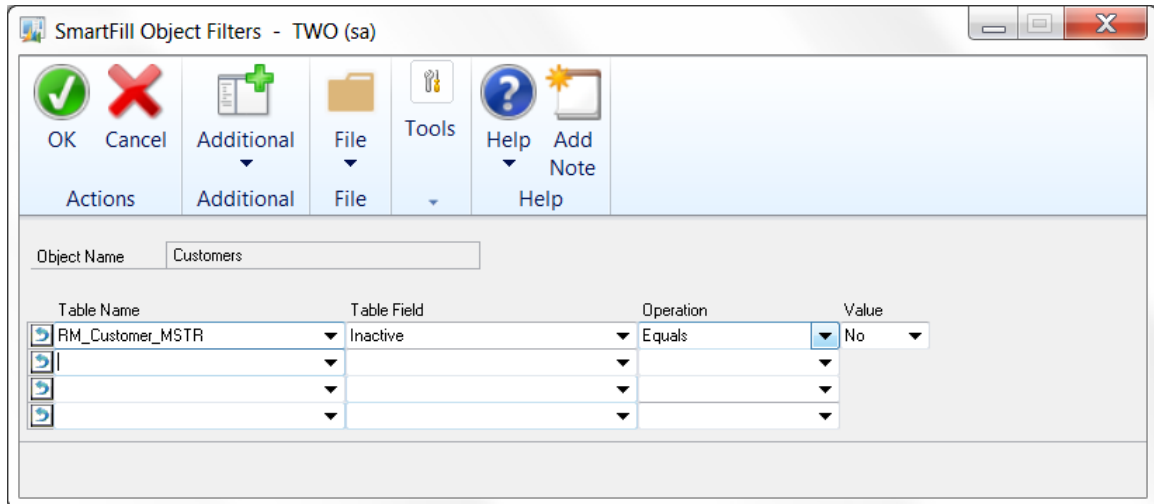 SmartFill Object Filters - TWO (sa)
OK Cancel Additional File Tools Help Add Note
Actions Additional File Help
Object Name Customers
Table Name Table Field Operation Value
RM_Customer_MSTR Inactive Equals No